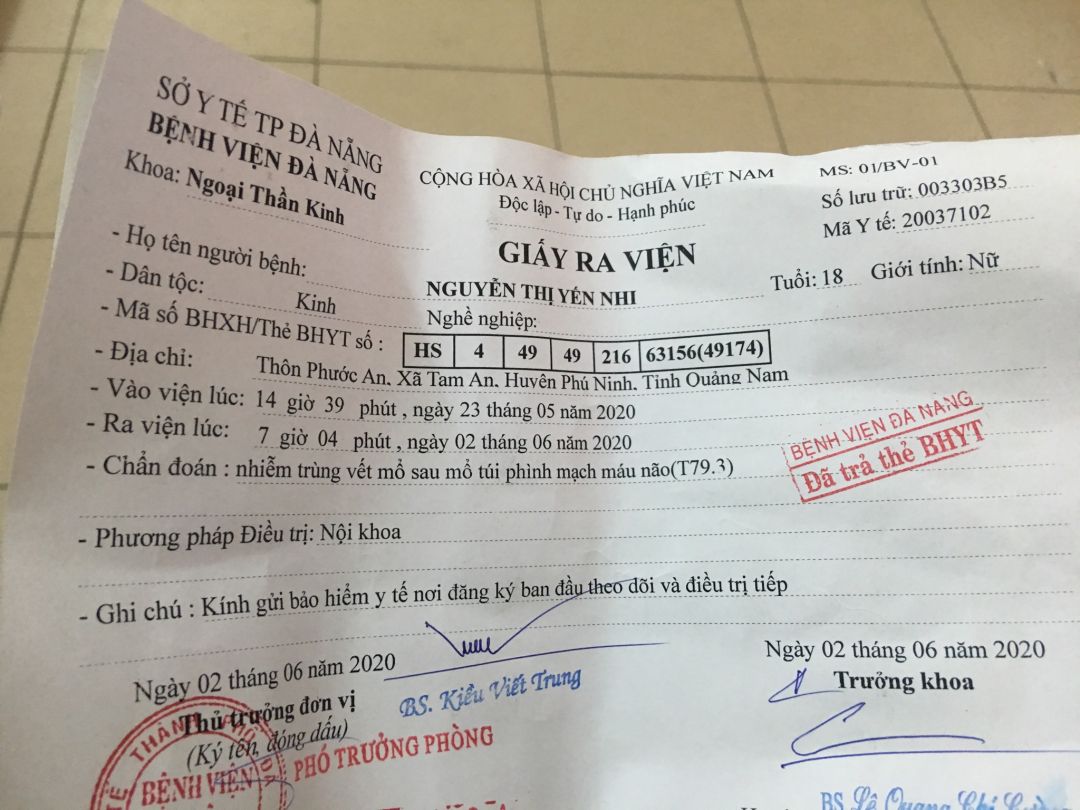 SỞ Y TẾ TP ĐÀ NẴNG
BỆNH VIỆN ĐÀ NẴNG
Khoa: Ngoại Thần Kinh
CỘNG HÒA XÃ HỘI CHỦ NGHĨA VIỆT NAM
Độc lập - Tự do - Hạnh phúc
MS: 01/BV-01
Số lưu trữ: 003303B5
Mã Y tế: 20037102
GIẤY RA VIỆN
- Họ tên người bệnh: NGUYỄN THỊ YẾN NHI Tuổi: 18 Giới tính: Nữ
- Dân tộc: Kinh Nghề nghiệp:
- Mã số BHXH/Thẻ BHYT số : HS 4 49 49 216 63156(49174)
- Địa chỉ: Thôn Phước An, Xã Tam An, Huyện Phú Ninh, Tỉnh Quảng Nam
- Vào viện lúc: 14 giờ 39 phút , ngày 23 tháng 05 năm 2020
- Ra viện lúc: 7 giờ 04 phút , ngày 02 tháng 06 năm 2020
BỆNH VIỆN ĐÀ NẴNG
Đã trả thẻ BHYT
- Chẩn đoán : nhiễm trùng vết mổ sau mổ túi phình mạch máu não(T79.3)
- Phương pháp Điều trị: Nội khoa
- Ghi chú : Kính gửi bảo hiểm y tế nơi đăng ký ban đầu theo dõi và điều trị tiếp
Ngày 02 tháng 06 năm 2020
Thủ trưởng đơn vị
(Ký tên, đóng dấu)
BS. Kiều Viết Trung
PHÓ TRƯỞNG PHÒNG
BỆNH VIỆN
Ngày 02 tháng 06 năm 2020
Trưởng khoa
BS. Lê Quang Chí